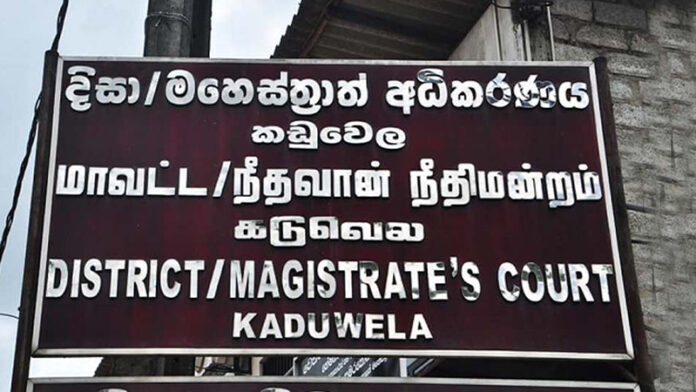 දිසා/මහෙස්ත්‍රාත් අධිකරණය
කඩුවෙල
மாவட்ட/நீதவான் நீதிமன்றம்
கடுவெல
DISTRICT/MAGISTRATE'S COURT
KADUWELA